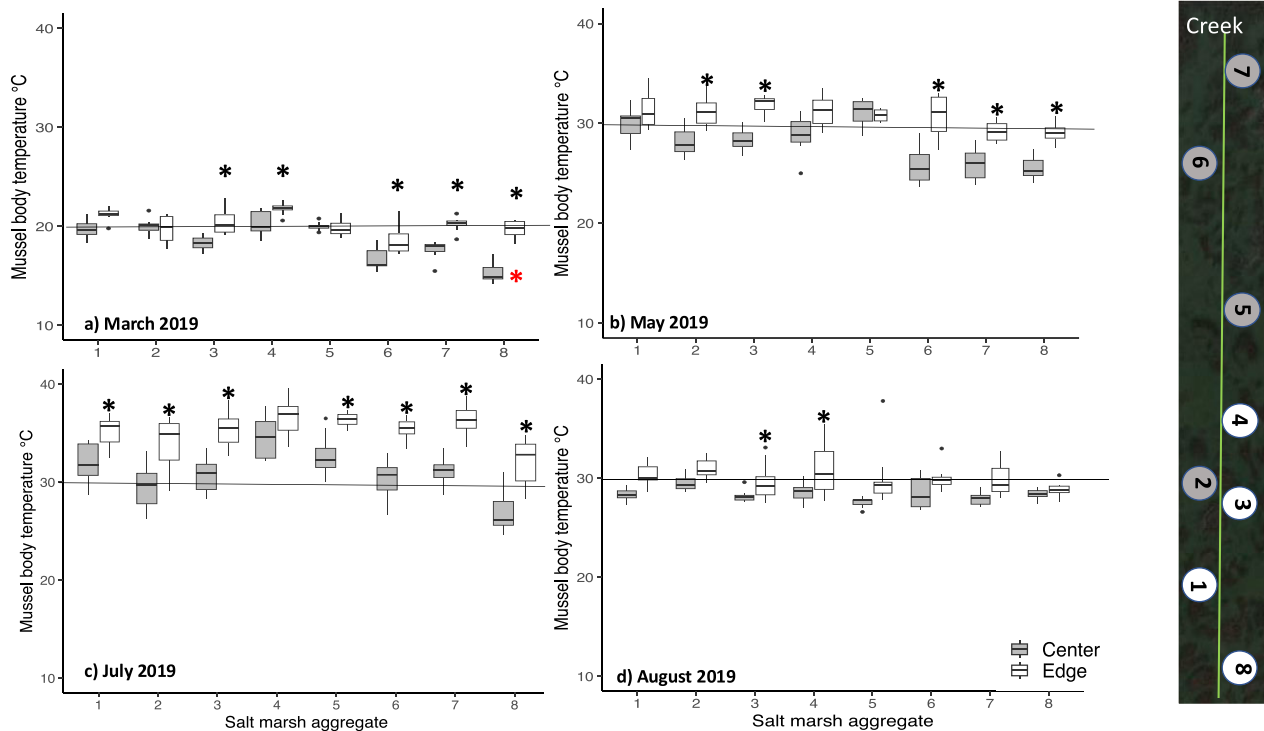 40
30
20
10
Mussel body temperature °C
* * * * * *
a) March 2019
1 2 3 4 5 6 7 8
40
30
20
10
Mussel body temperature °C
* * * * *
b) May 2019
1 2 3 4 5 6 7 8
40
30
20
10
Mussel body temperature °C
* * * * * * *
c) July 2019
1 2 3 4 5 6 7 8
Salt marsh aggregate
40
30
20
10
Mussel body temperature °C
* *
Center
Edge
d) August 2019
1 2 3 4 5 6 7 8
Salt marsh aggregate
Creek
7
6
5
4
2
3
1
8